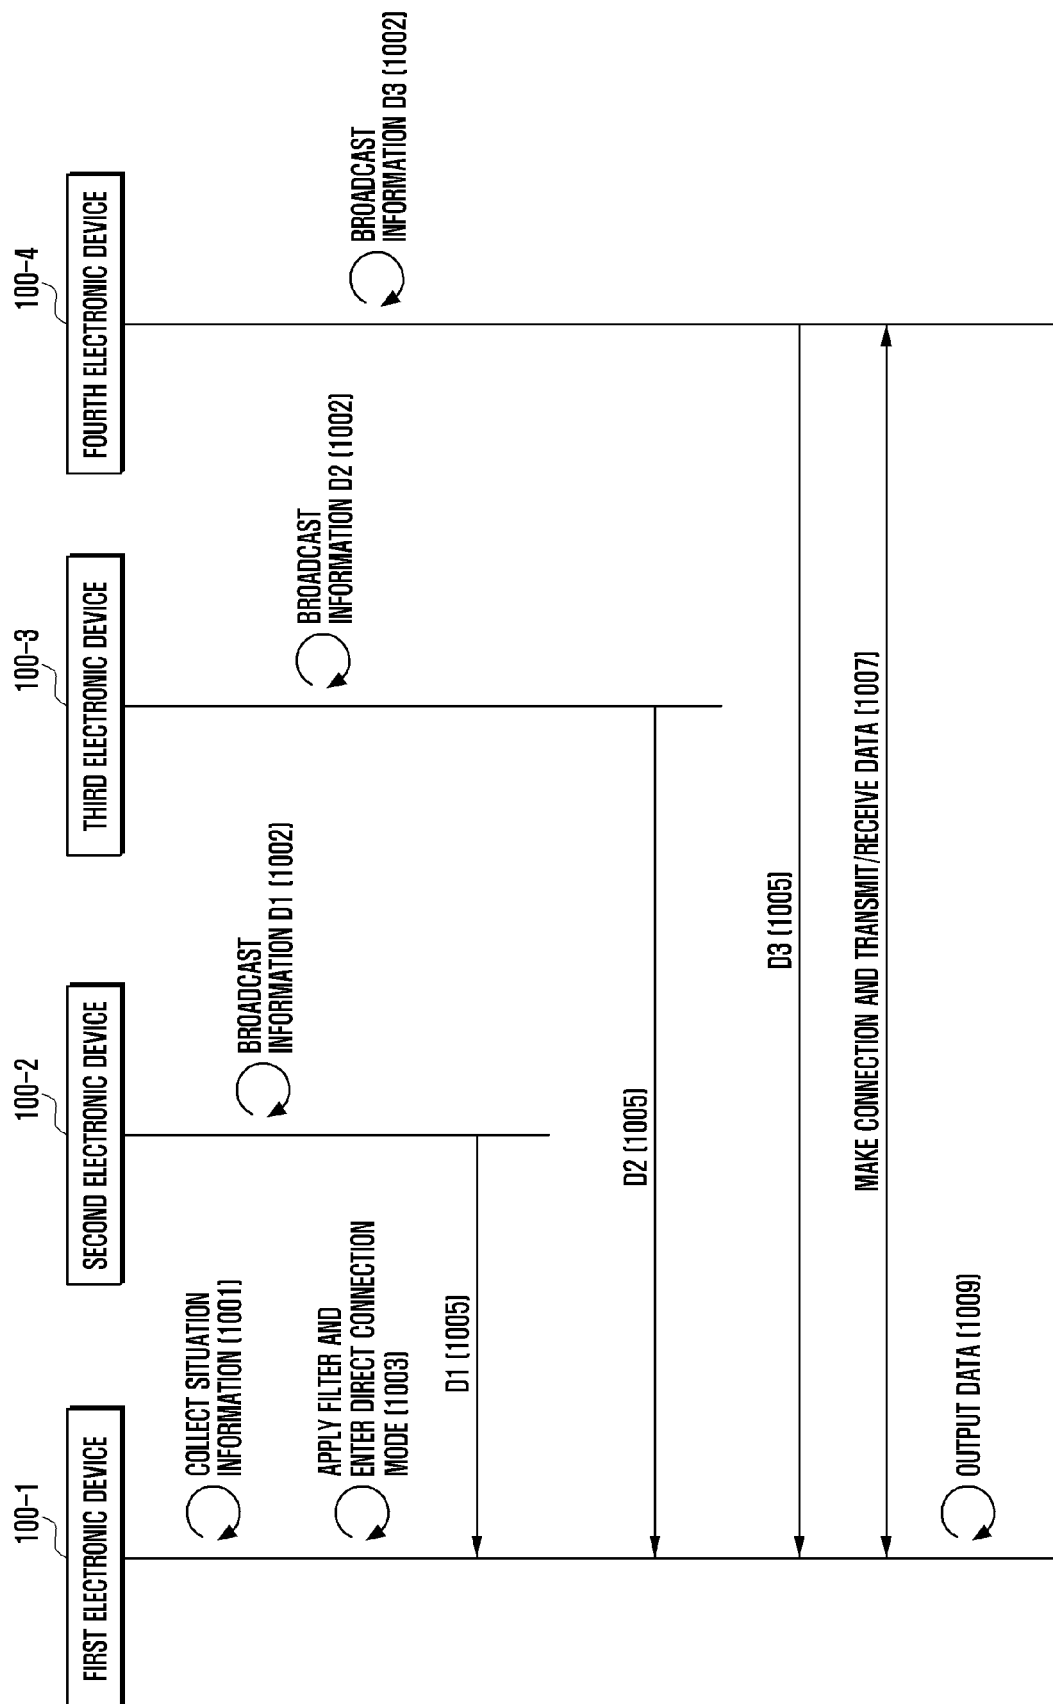 100-1
FIRST ELECTRONIC DEVICE
100-2
SECOND ELECTRONIC DEVICE
100-3
THIRD ELECTRONIC DEVICE
100-4
FOURTH ELECTRONIC DEVICE
COLLECT SITUATION
INFORMATION (1001)
BROADCAST
INFORMATION D1 (1002)
BROADCAST
INFORMATION D2 (1002)
BROADCAST
INFORMATION D3 (1002)
APPLY FILTER AND
ENTER DIRECT CONNECTION
MODE (1003)
D1 (1005)
D2 (1005)
D3 (1005)
MAKE CONNECTION AND TRANSMIT/RECEIVE DATA (1007)
OUTPUT DATA (1009)